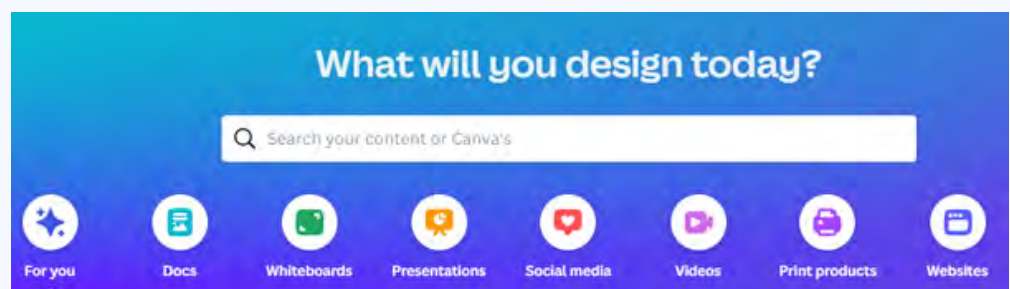 What will you design today?
Search your content or Canva's
For you Docs Whiteboards Presentations Social media Videos Print products Websites